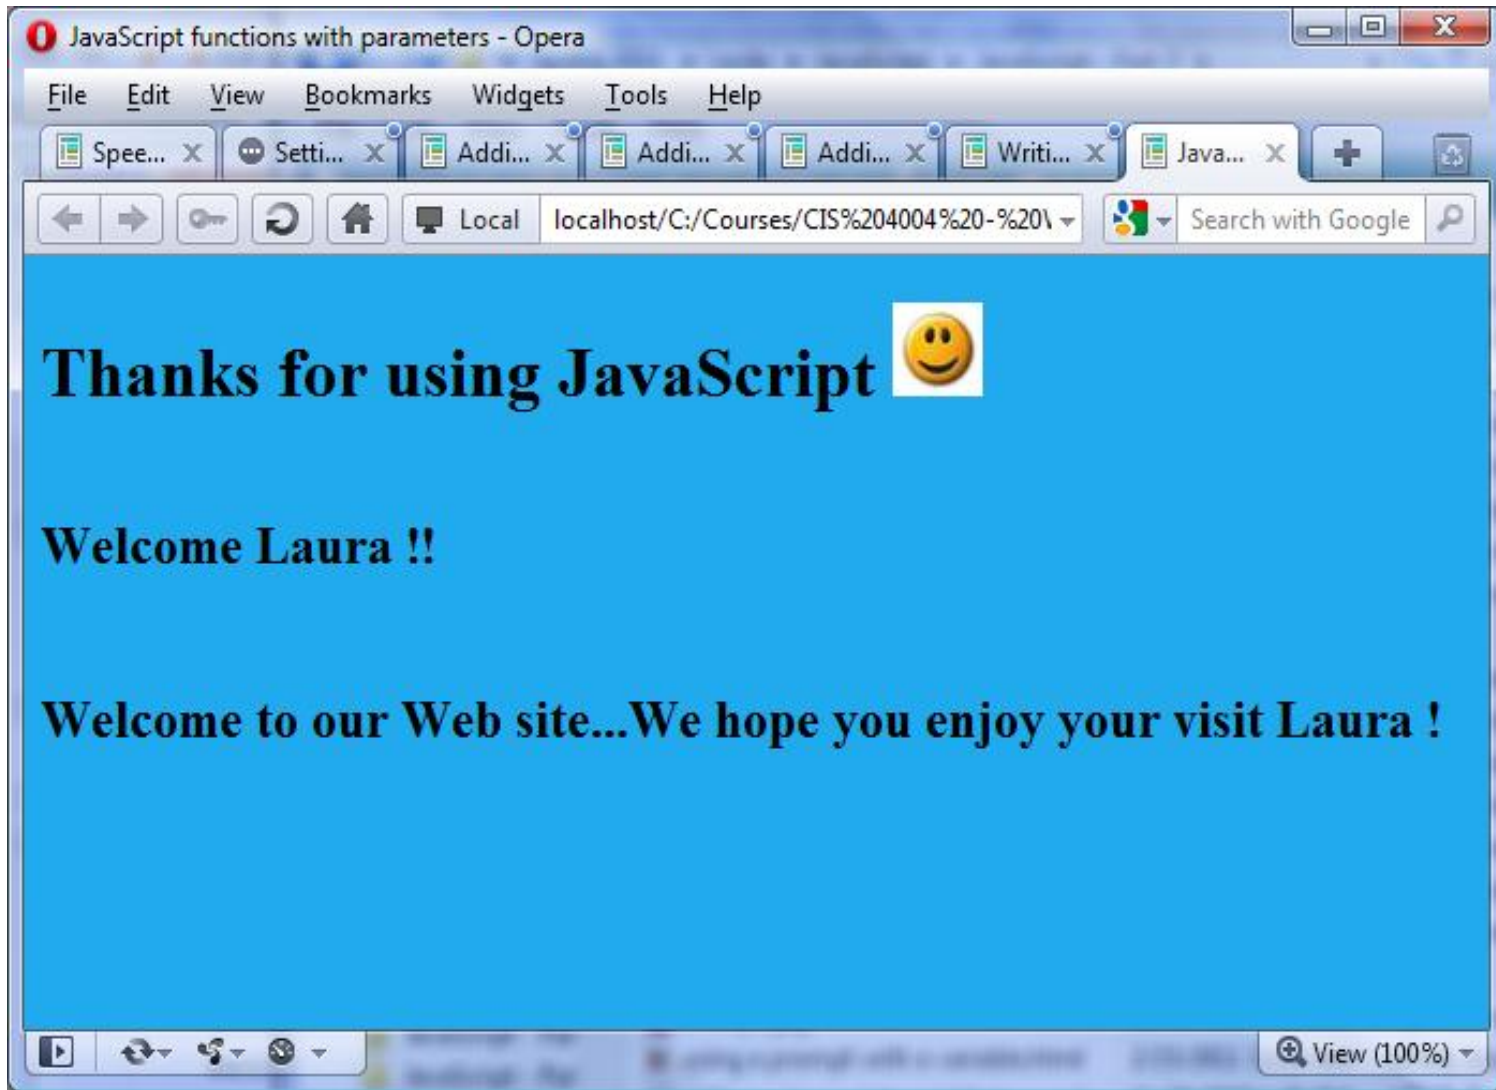 JavaScript functions with parameters - Opera
File Edit View Bookmarks Widgets Tools Help
Spee... Setti... Addi... Addi... Addi... Writi... Java...
Local localhost/C:/Courses/CIS%204004%20-%20\ Search with Google
Thanks for using JavaScript
Welcome Laura !!
Welcome to our Web site...We hope you enjoy your visit Laura !
View (100%)